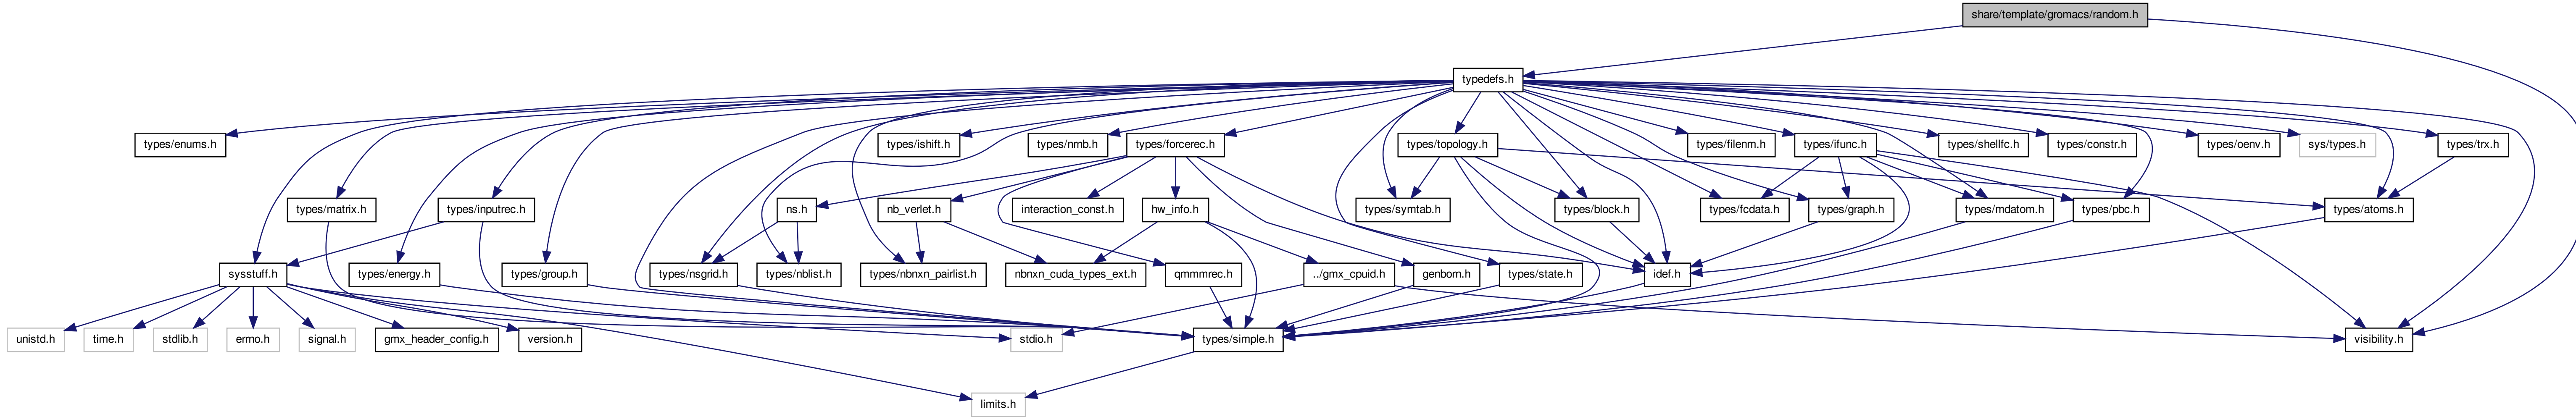 share/template/gromacs/random.h
typedefs.h
types/enums.h
types/ishift.h
types/nrnb.h
types/forcerec.h
types/topology.h
types/filenm.h
types/ifunc.h
types/shellfc.h
types/constr.h
types/oenv.h
sys/types.h
types/trx.h
types/matrix.h
types/inputrec.h
ns.h
nb_verlet.h
interaction_const.h
hw_info.h
types/symtab.h
types/block.h
types/fcdata.h
types/graph.h
types/mdatom.h
types/pbc.h
types/atoms.h
sysstuff.h
types/energy.h
types/group.h
types/nsgrid.h
types/nblist.h
types/nbnxn_pairlist.h
nbnxn_cuda_types_ext.h
qmmmrec.h
../gmx_cpuid.h
genborn.h
types/state.h
idef.h
unistd.h
time.h
stdlib.h
errno.h
signal.h
gmx_header_config.h
version.h
stdio.h
types/simple.h
visibility.h
limits.h